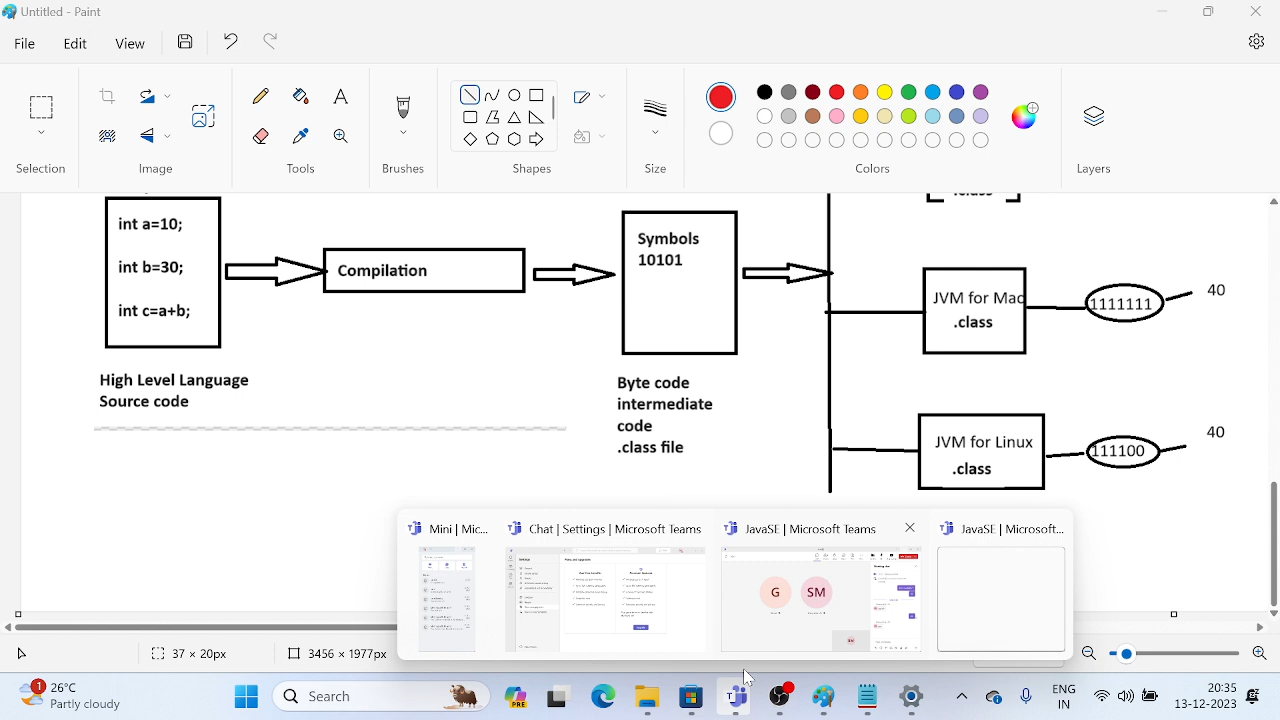 Untitled - Paint
File Edit View
Selection Image Tools Brushes Shapes Size Colors Layers
int a=10;
int b=30;
int c=a+b;
High Level Language
Source code
Compilation
Symbols
10101
Byte code
intermediate
code
.class file
JVM for Mac
.class
1111111
40
JVM for Linux
.class
111100
40
Mini | Mic... Chat | Settings | Microsoft Teams JavaSE | Microsoft Teams JavaSE | Microsoft...
G SM
3456 × 1977px
1
26°C
Partly cloudy
Search
PRE
ENG
IN
20:35
13-12-2023